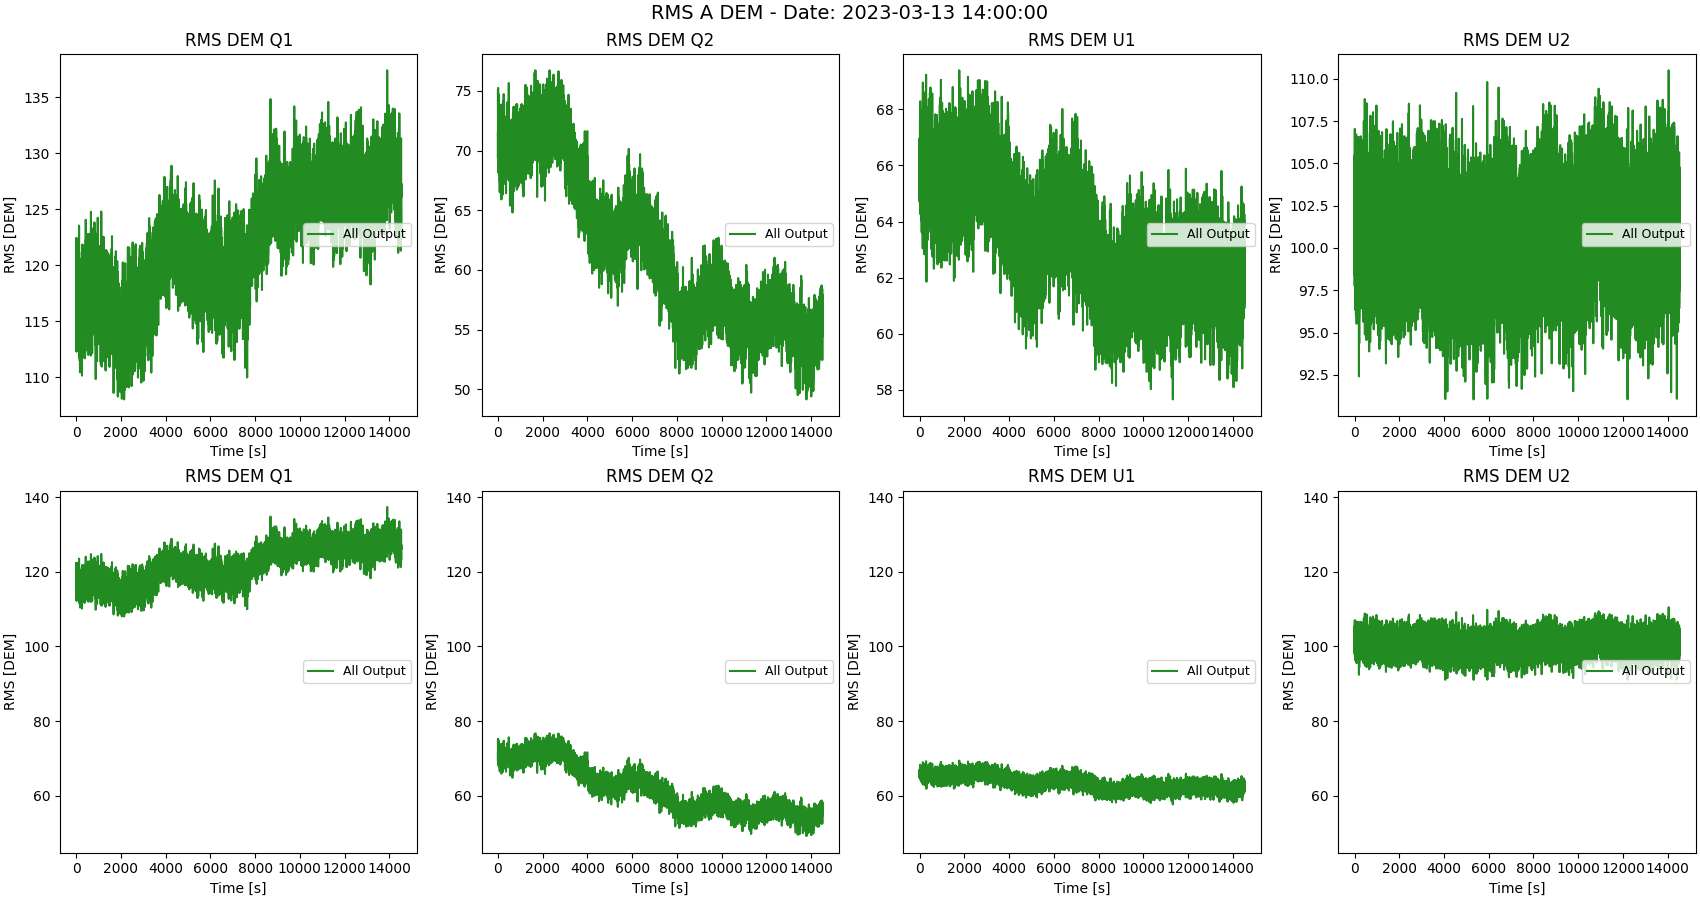 RMS A DEM - Date: 2023-03-13 14:00:00
RMS DEM Q1
RMS [DEM]
135
130
125
120
115
110
All Output
0 2000 4000 6000 8000 10000 12000 14000
Time [s]
RMS DEM Q2
RMS [DEM]
75
70
65
60
55
50
All Output
0 2000 4000 6000 8000 10000 12000 14000
Time [s]
RMS DEM U1
RMS [DEM]
68
66
64
62
60
58
All Output
0 2000 4000 6000 8000 10000 12000 14000
Time [s]
RMS DEM U2
RMS [DEM]
110.0
107.5
105.0
102.5
100.0
97.5
95.0
92.5
All Output
0 2000 4000 6000 8000 10000 12000 14000
Time [s]
RMS DEM Q1
RMS [DEM]
140
120
100
80
60
All Output
0 2000 4000 6000 8000 10000 12000 14000
Time [s]
RMS DEM Q2
RMS [DEM]
140
120
100
80
60
All Output
0 2000 4000 6000 8000 10000 12000 14000
Time [s]
RMS DEM U1
RMS [DEM]
140
120
100
80
60
All Output
0 2000 4000 6000 8000 10000 12000 14000
Time [s]
RMS DEM U2
RMS [DEM]
140
120
100
80
60
All Output
0 2000 4000 6000 8000 10000 12000 14000
Time [s]